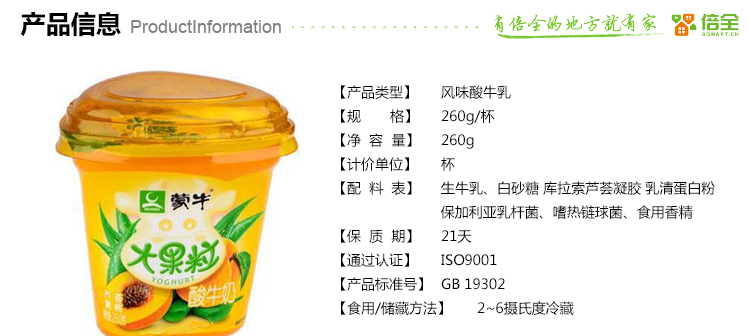 产品信息 ProductInformation
有倍全的地方就有家 倍全
BQMART.CN
【产品类型】 风味酸牛乳
【规 格】 260g/杯
【净 容 量】 260g
【计价单位】 杯
【配 料 表】 生牛乳、白砂糖 库拉索芦荟凝胶 乳清蛋白粉
保加利亚乳杆菌、嗜热链球菌、食用香精
【保 质 期】 21天
【通过认证】 ISO9001
【产品标准号】 GB 19302
【食用/储藏方法】 2~6摄氏度冷藏
蒙牛
大果粒
YOGHURT
酸牛奶